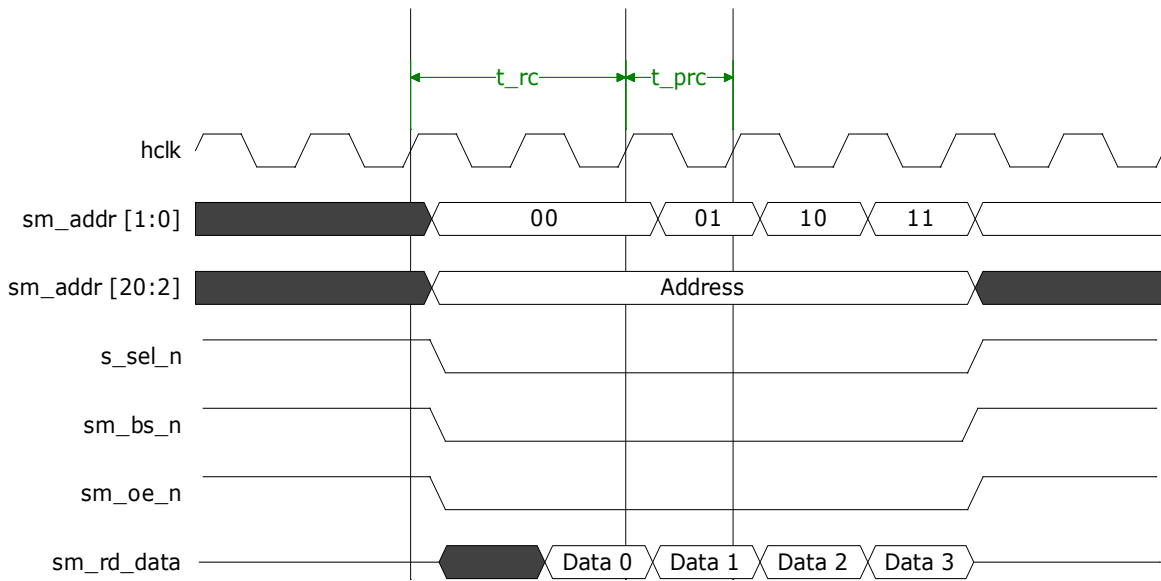 t_rc t_prc
hclk
sm_addr [1:0] 00 01 10 11
sm_addr [20:2] Address
s_sel_n
sm_bs_n
sm_oe_n
sm_rd_data Data 0 Data 1 Data 2 Data 3